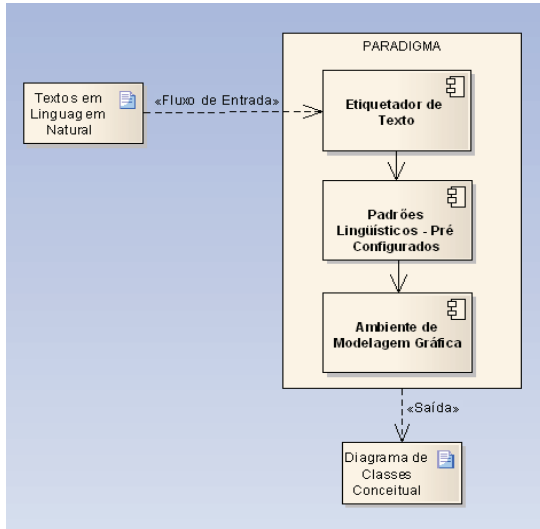 PARADIGMA
Textos em
Linguagem
Natural
«Fluxo de Entrada»
Etiquetador de
Texto
Padrões
Lingüísticos - Pré
Configurados
Ambiente de
Modelagem Gráfica
«Saída»
Diagrama de
Classes
Conceitual